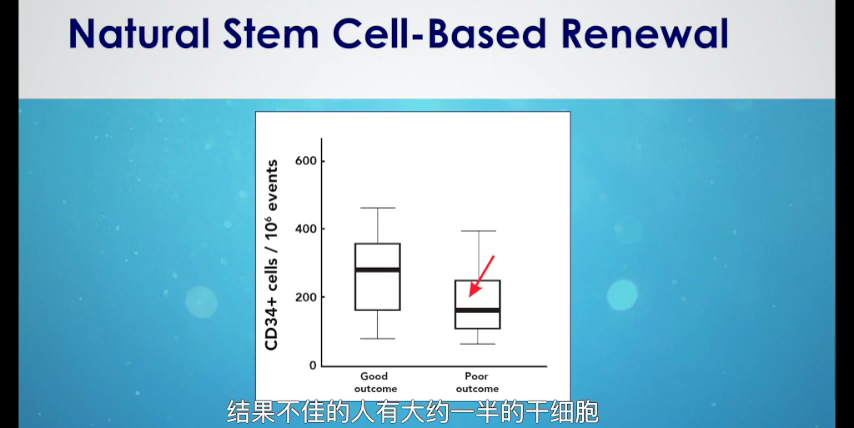 Natural Stem Cell-Based Renewal
CD34+ cells / 10⁶ events
600
400
200
0
Good
outcome
Poor
outcome
结果不佳的人有大约一半的干细胞